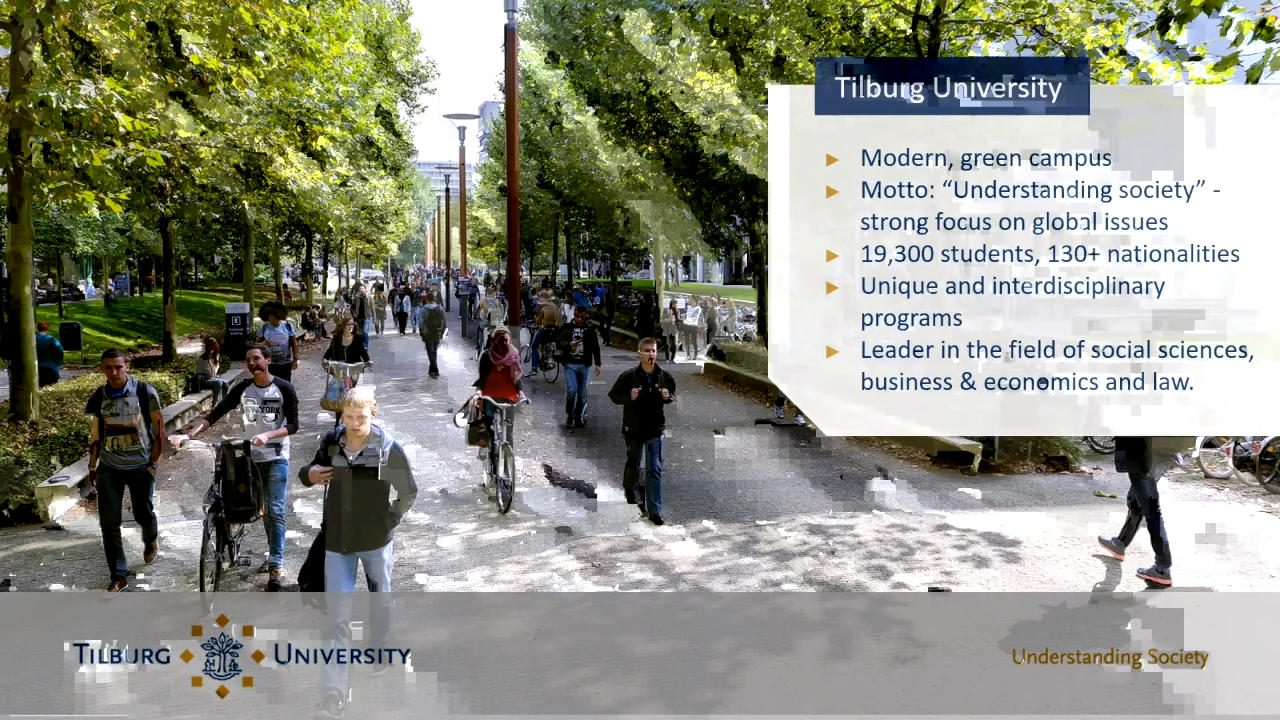 Tilburg University
▸ Modern, green campus
▸ Motto: “Understanding society” -
strong focus on global issues
▸ 19,300 students, 130+ nationalities
▸ Unique and interdisciplinary
programs
▸ Leader in the field of social sciences,
business & economics and law.
E
YORK
TILBURG UNIVERSITY
Understanding Society